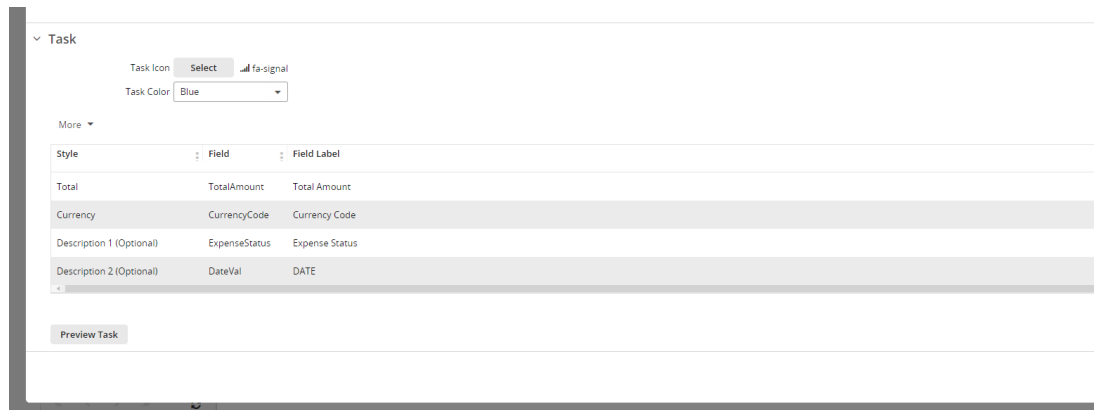 Task
Task Icon Select fa-signal
Task Color Blue
More
Style Field Field Label
Total TotalAmount Total Amount
Currency CurrencyCode Currency Code
Description 1 (Optional) ExpenseStatus Expense Status
Description 2 (Optional) DateVal DATE
Preview Task